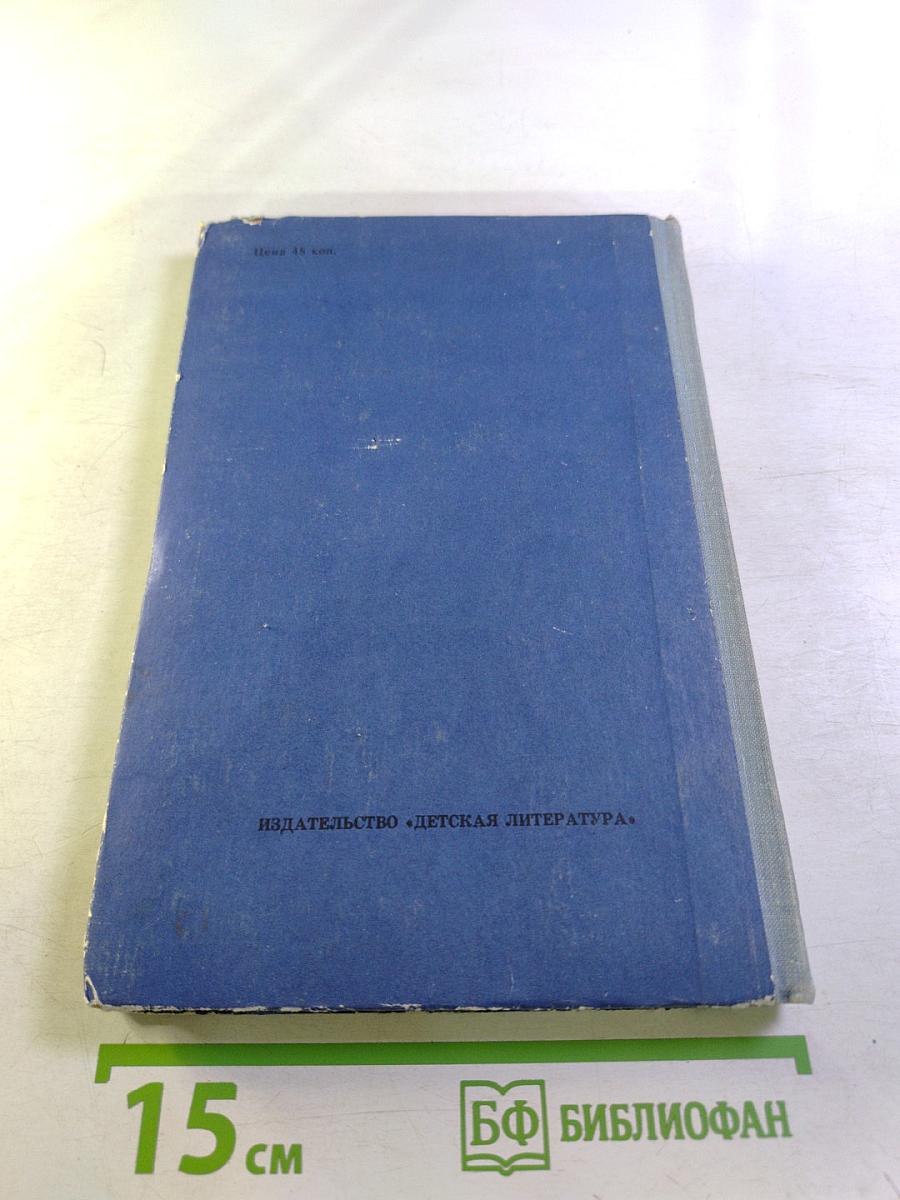 Цена 48 коп.
ИЗДАТЕЛЬСТВО «ДЕТСКАЯ ЛИТЕРАТУРА»
15 см
БФ БИБЛИОФАН